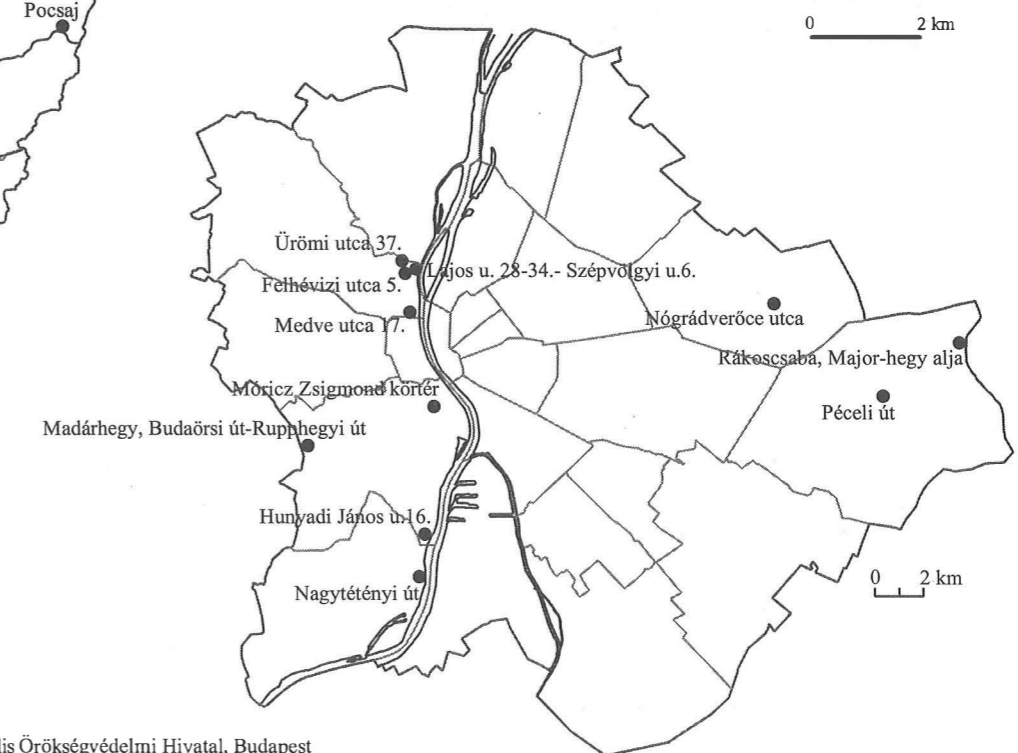 Pocsaj
0 2 km
Ürömi utca 37.
Lajos u. 28-34.- Szépvölgyi u.6.
Felhévizi utca 5.
Medve utca 17.
Nógrádverőce utca
Rákoscsaba, Major-hegy alja
Móricz Zsigmond körtér
Péceli út
Madárhegy, Budaörsi út-Rupphegyi út
Hunyadi János u.16.
0 2 km
Nagytétényi út
lis Örökségvédelmi Hivatal, Budapest